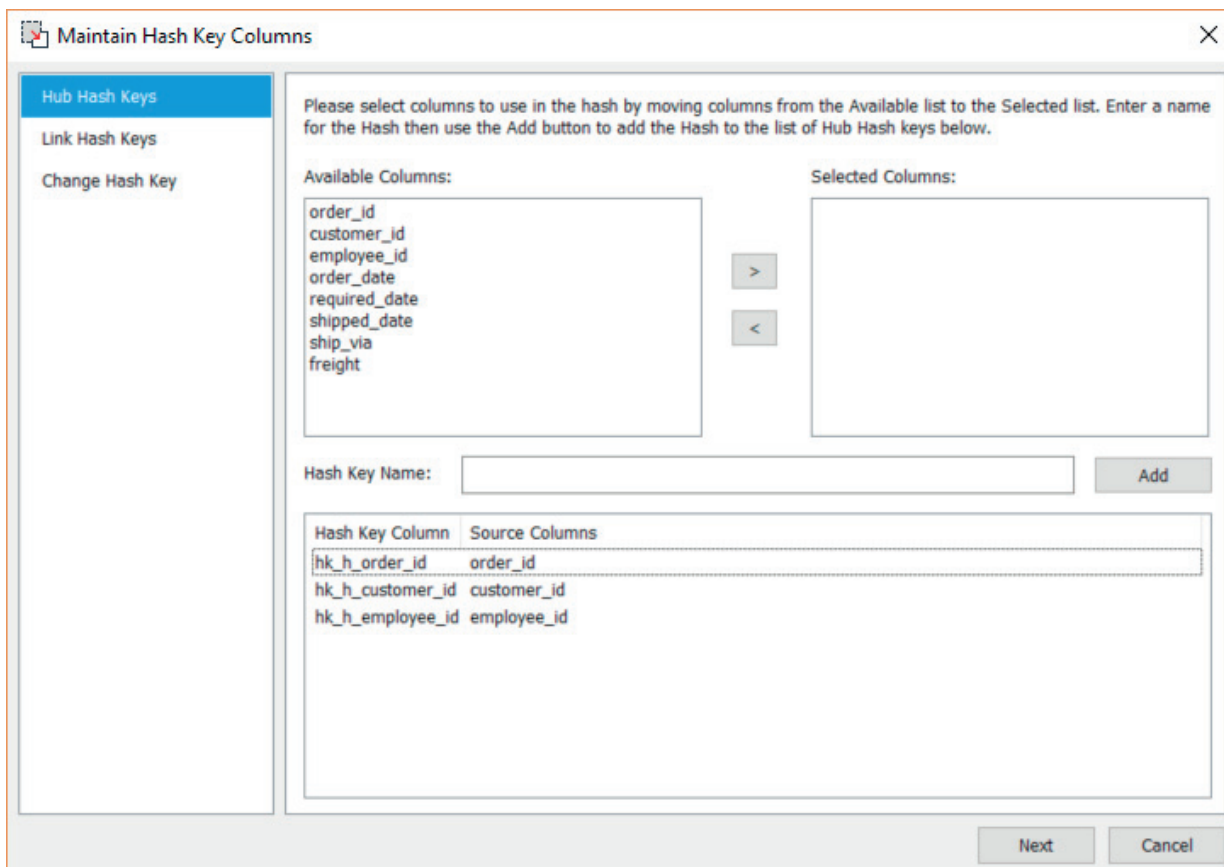 Maintain Hash Key Columns
Hub Hash Keys
Link Hash Keys
Change Hash Key
Please select columns to use in the hash by moving columns from the Available list to the Selected list. Enter a name
for the Hash then use the Add button to add the Hash to the list of Hub Hash keys below.
Available Columns:
order_id
customer_id
employee_id
order_date
required_date
shipped_date
ship_via
freight
>
<
Selected Columns:
Hash Key Name:
Add
Hash Key Column Source Columns
hk_h_order_id order_id
hk_h_customer_id customer_id
hk_h_employee_id employee_id
Next Cancel